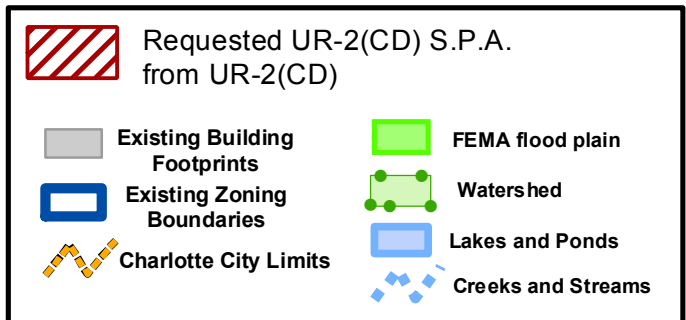 Requested UR-2(CD) S.P.A.
from UR-2(CD)
Existing Building
Footprints
Existing Zoning
Boundaries
Charlotte City Limits
FEMA flood plain
Watershed
Lakes and Ponds
Creeks and Streams